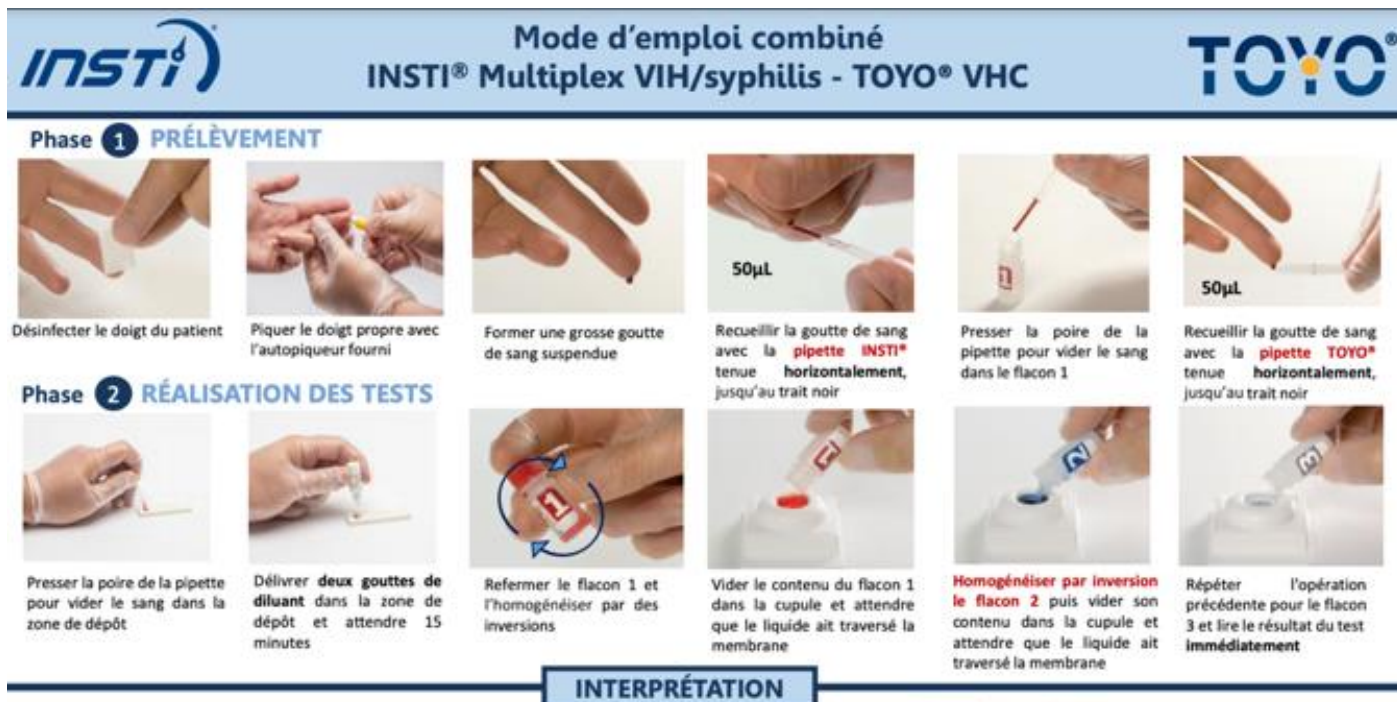 INSTI®
Mode d'emploi combiné
INSTI® Multiplex VIH/syphilis - TOYO® VHC
TOYO®
Phase 1 PRÉLÈVEMENT
50µL
1
50µL
Désinfecter le doigt du patient
Piquer le doigt propre avec
l'autopiqueur fourni
Former une grosse goutte
de sang suspendue
Recueillir la goutte de sang
avec la pipette INSTI®
tenue horizontalement,
jusqu'au trait noir
Presser la poire de la
pipette pour vider le sang
dans le flacon 1
Recueillir la goutte de sang
avec la pipette TOYO®
tenue horizontalement,
jusqu'au trait noir
Phase 2 RÉALISATION DES TESTS
1
1
2
3
Presser la poire de la pipette
pour vider le sang dans la
zone de dépôt
Délivrer deux gouttes de
diluant dans la zone de
dépôt et attendre 15
minutes
Refermer le flacon 1 et
l'homogénéiser par des
inversions
Vider le contenu du flacon 1
dans la cupule et attendre
que le liquide ait traversé la
membrane
Homogénéiser par inversion
le flacon 2 puis vider son
contenu dans la cupule et
attendre que le liquide ait
traversé la membrane
Répéter l'opération
précédente pour le flacon
3 et lire le résultat du test
immédiatement
INTERPRÉTATION